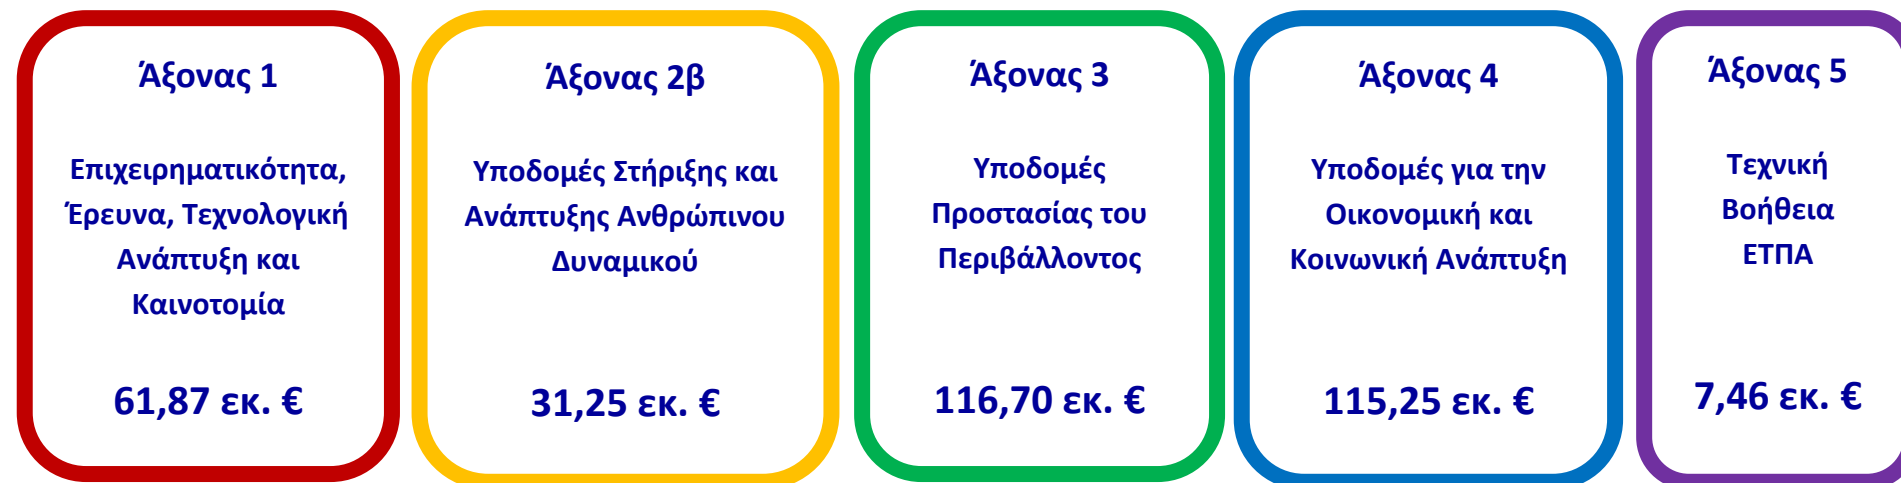 Άξονας 1
Επιχειρηματικότητα,
Έρευνα, Τεχνολογική
Ανάπτυξη και
Καινοτομία
61,87 εκ. €
Άξονας 2β
Υποδομές Στήριξης και
Ανάπτυξης Ανθρώπινου
Δυναμικού
31,25 εκ. €
Άξονας 3
Υποδομές
Προστασίας του
Περιβάλλοντος
116,70 εκ. €
Άξονας 4
Υποδομές για την
Οικονομική και
Κοινωνική Ανάπτυξη
115,25 εκ. €
Άξονας 5
Τεχνική
Βοήθεια
ΕΤΠΑ
7,46 εκ. €